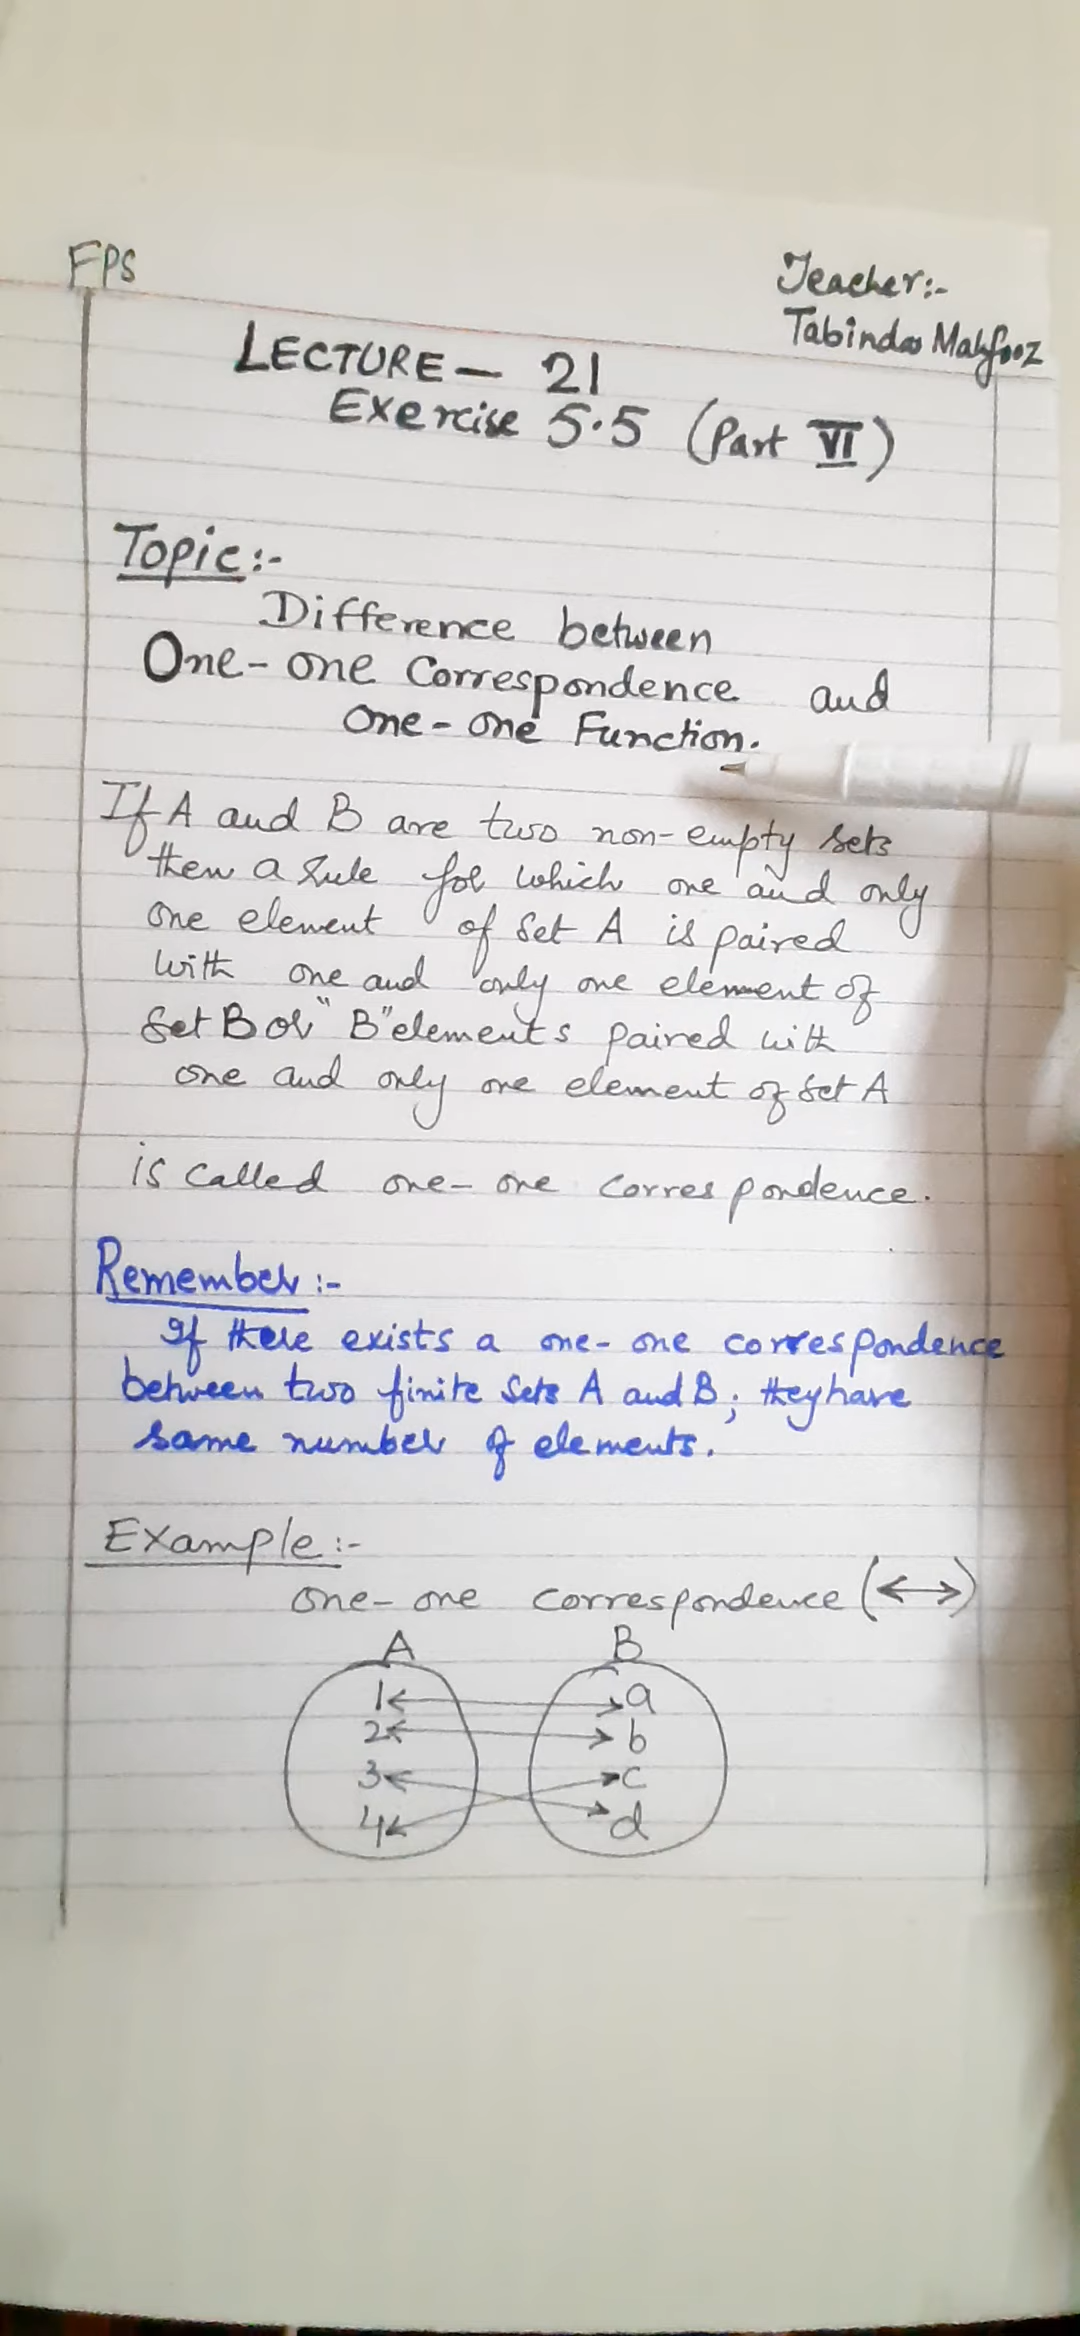 FPS
Teacher:-
Tabinda Mahfooz
LECTURE— 21
Exercise 5.5 (Part VI)
Topic:-
Difference between
One-one Correspondence and
one-one Function.
If A and B are two non-empty sets
then a rule for which one and only
one element of set A is paired
with one and only one element of
set B or "B" elements paired with
one and only one element of set A
is called one-one correspondence.
Remember:-
If there exists a one-one correspondence
between two finite sets A and B; they have
same number of elements.
Example:-
one-one correspondence (↔)
A B
1 a
2 b
3 c
4 d